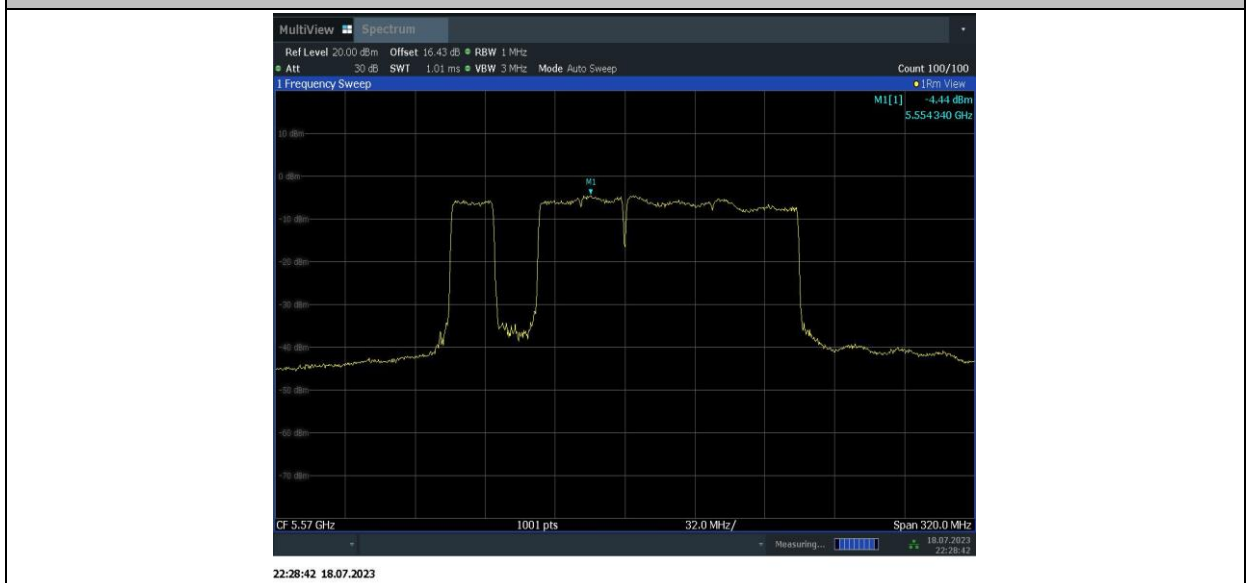 MultiView Spectrum
Ref Level 20.00 dBm Offset 16.43 dB RBW 1 MHz
Att 30 dB SWT 1.01 ms VBW 3 MHz Mode Auto Sweep Count 100/100
1 Frequency Sweep 1Rm View
M1[1] -4.44 dBm
5.554340 GHz
10 dBm
0 dBm
M1
-10 dBm
-20 dBm
-30 dBm
-40 dBm
-50 dBm
-60 dBm
-70 dBm
CF 5.57 GHz 1001 pts 32.0 MHz/ Span 320.0 MHz
Measuring... 18.07.2023
22:28:42
22:28:42 18.07.2023